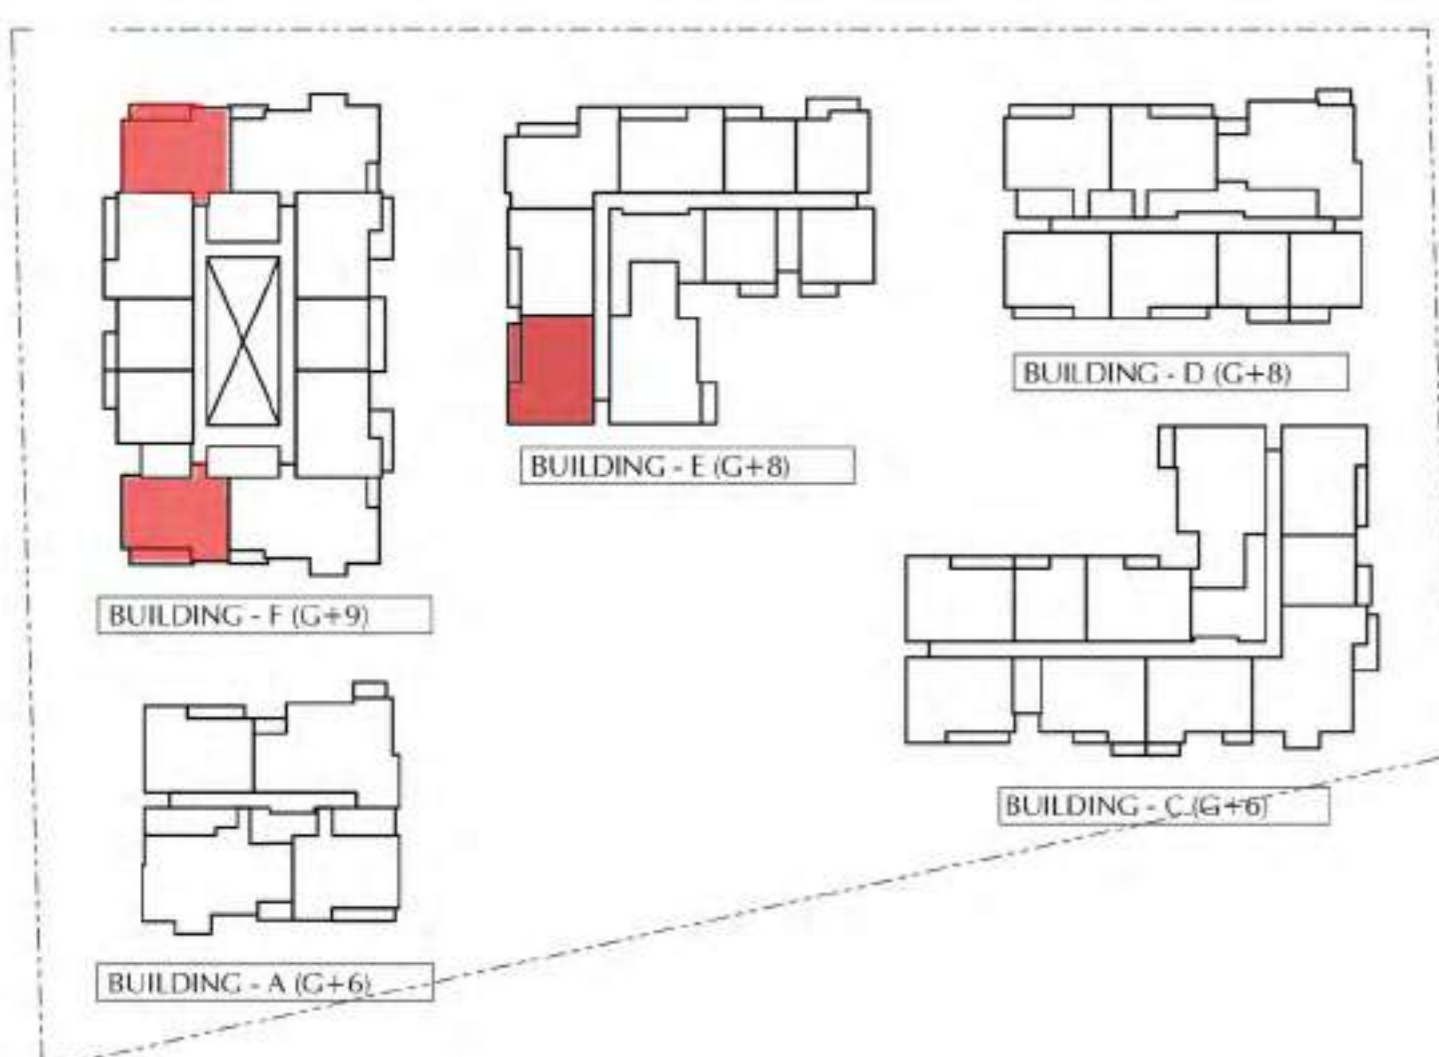 BUILDING - D (G+8)
BUILDING - E (G+8)
BUILDING - F (G+9)
BUILDING - C (G+6)
BUILDING - A (G+6)